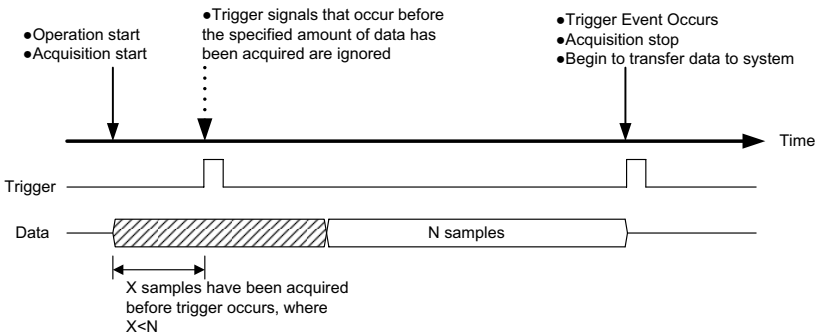 ●Operation start
●Acquisition start
●Trigger signals that occur before
the specified amount of data has
been acquired are ignored
●Trigger Event Occurs
●Acquisition stop
●Begin to transfer data to system
Time
Trigger
Data
N samples
X samples have been acquired
before trigger occurs, where
X<N